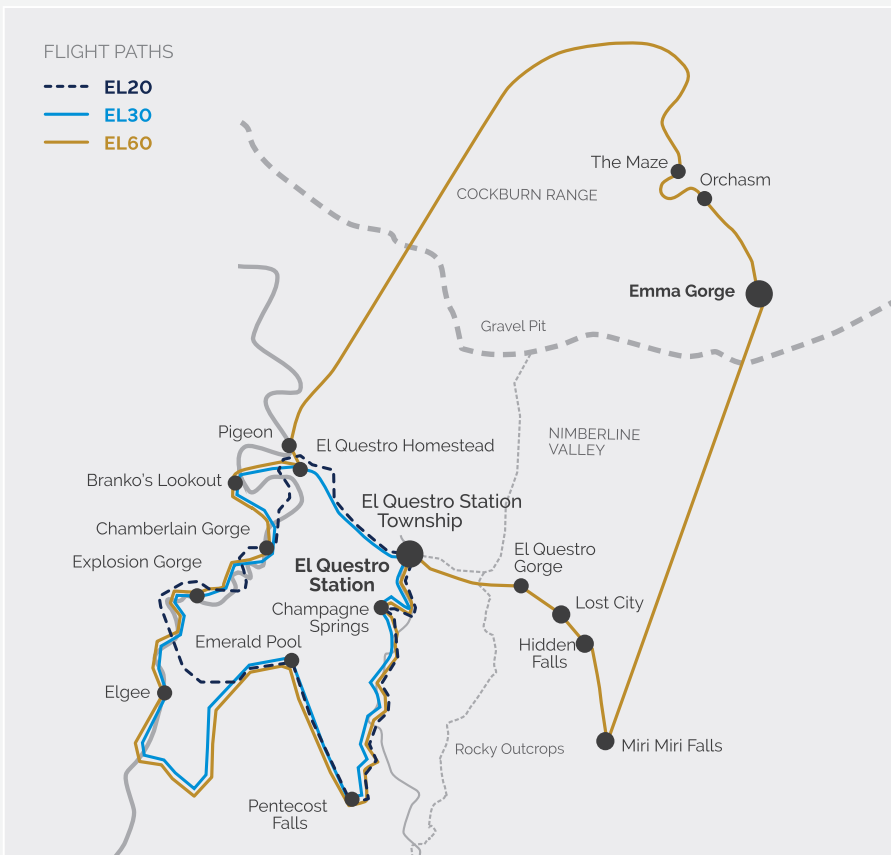 FLIGHT PATHS
EL20
EL30
EL60
The Maze
Orchasm
COCKBURN RANGE
Emma Gorge
Gravel Pit
Pigeon
El Questro Homestead
NIMBERLINE
VALLEY
Branko's Lookout
El Questro Station
Township
Chamberlain Gorge
Explosion Gorge
El Questro
Station
El Questro
Gorge
Champagne
Springs
Lost City
Emerald Pool
Hidden
Falls
Elgee
Rocky Outcrops
Miri Miri Falls
Pentecost
Falls